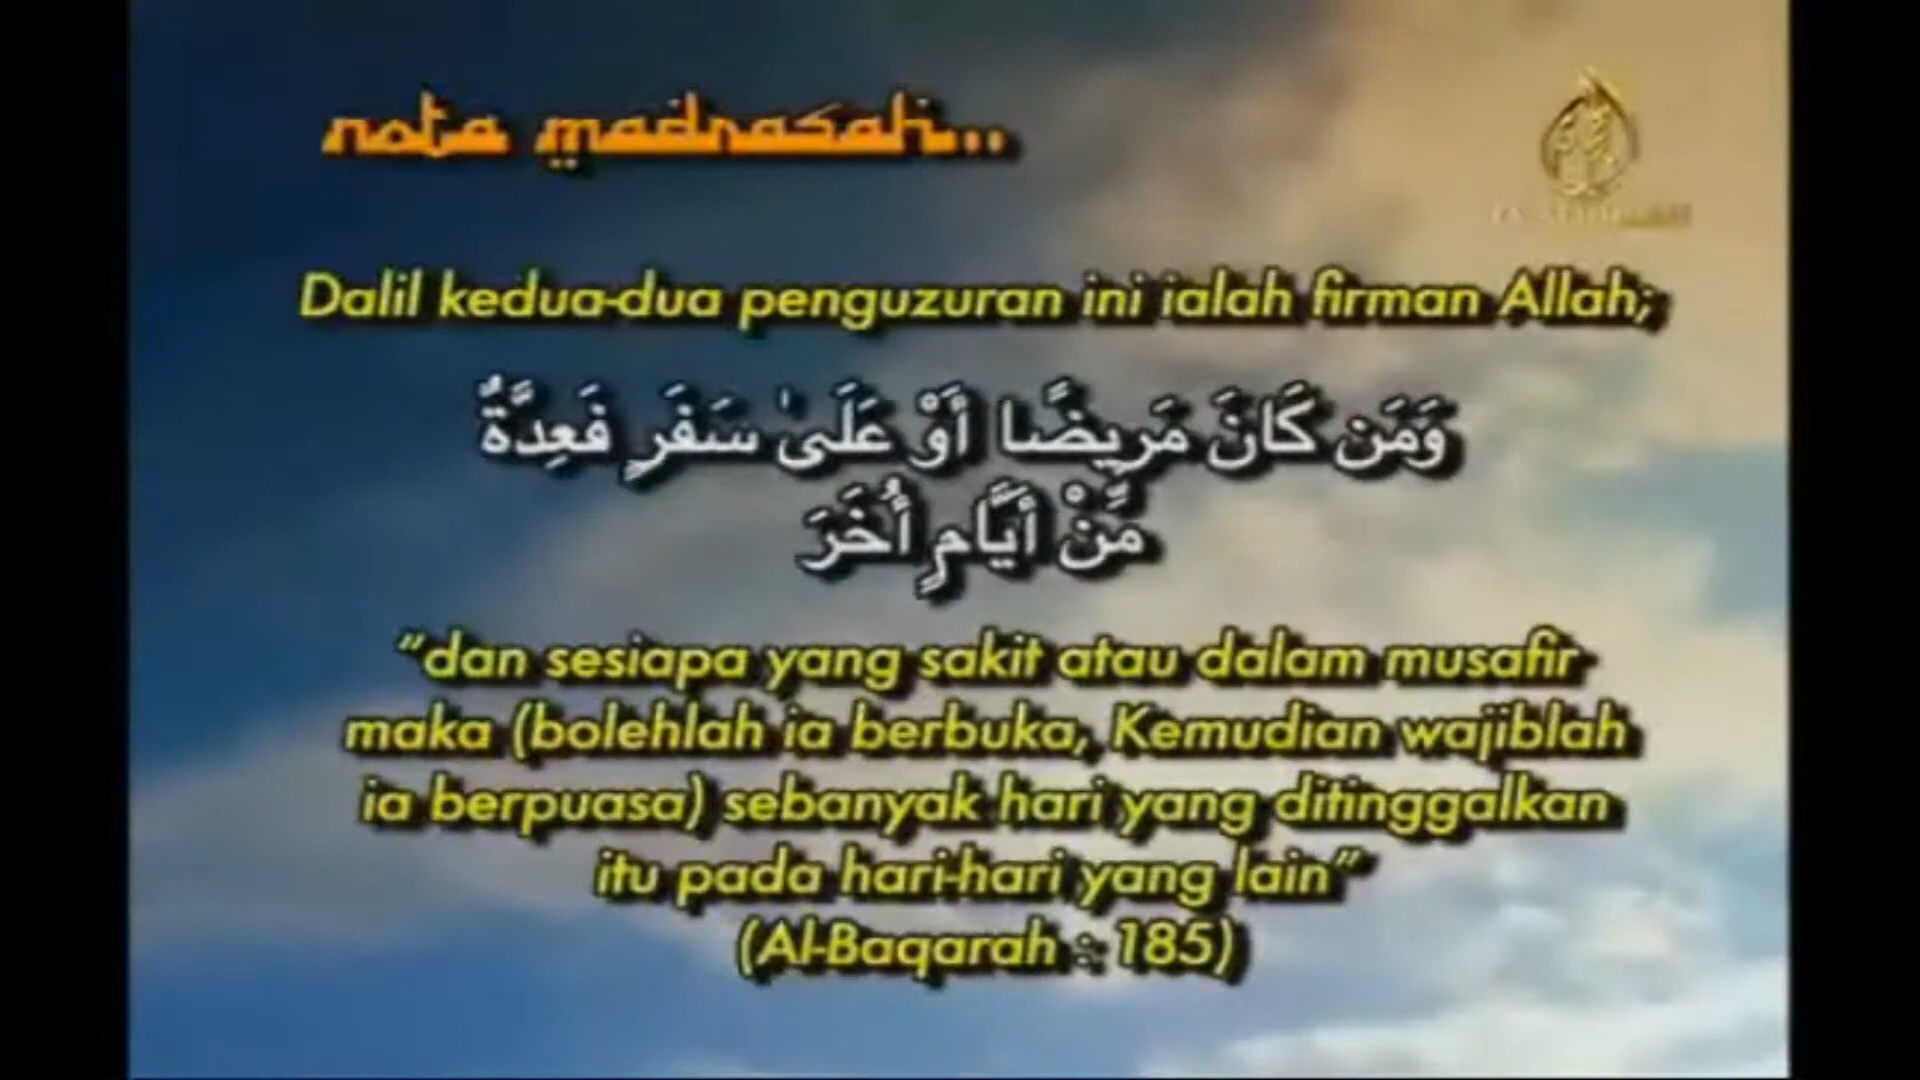 nota madrasah...
Dalil kedua-dua penguzuran ini ialah firman Allah;
وَمَن كَانَ مَرِيضًا أَوْ عَلَىٰ سَفَرٍ فَعِدَّةٌ
مِّنْ أَيَّامٍ أُخَرَ
“dan sesiapa yang sakit atau dalam musafir
maka (bolehlah ia berbuka, Kemudian wajiblah
ia berpuasa) sebanyak hari yang ditinggalkan
itu pada hari-hari yang lain”
(Al-Baqarah : 185)